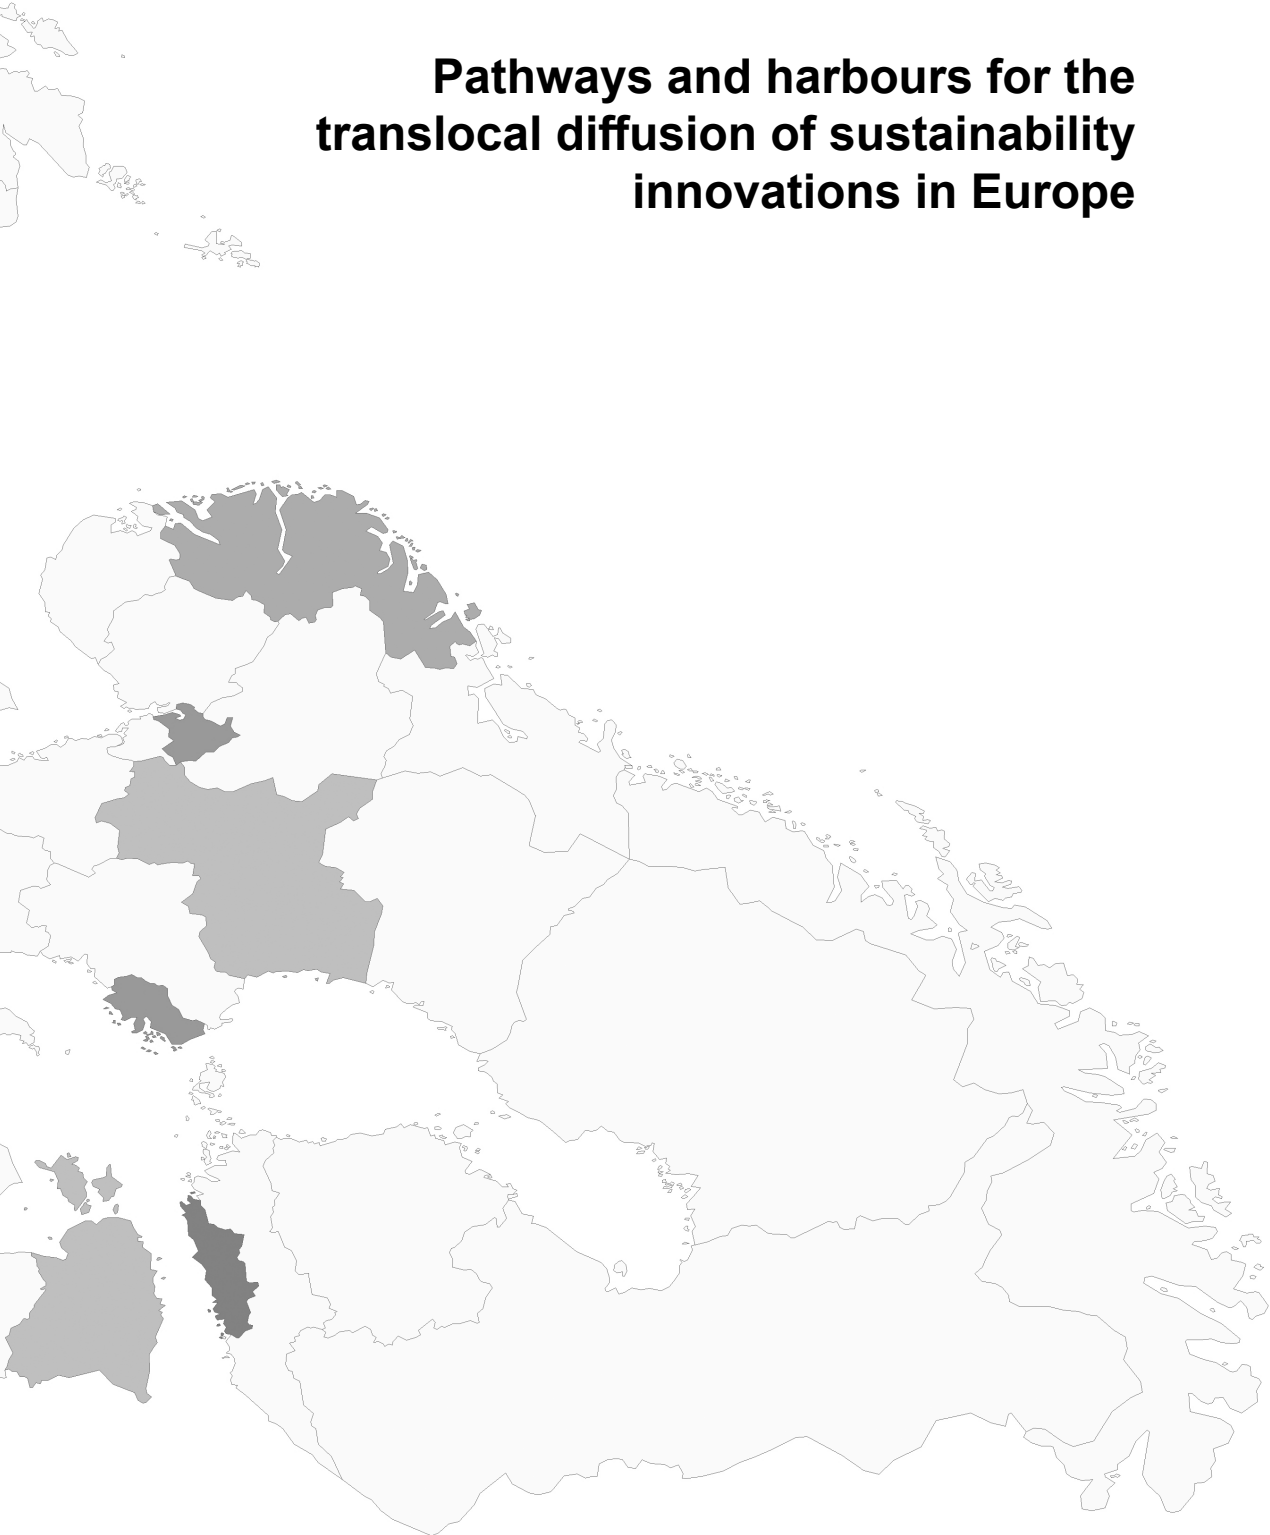 Pathways and harbours for the
translocal diffusion of sustainability
innovations in Europe